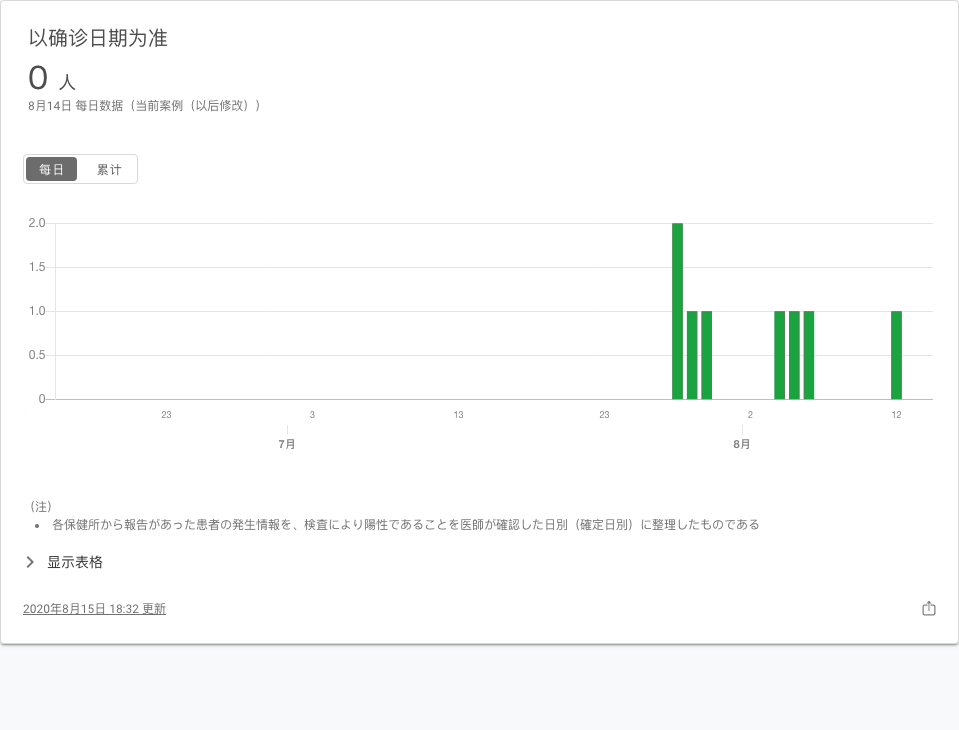 以确诊日期为准
0 人
8月14日 每日数据（当前案例（以后修改））
每日 累计
2.0
1.5
1.0
0.5
0
23 3 13 23 2 12
7月 8月
（注）
• 各保健所から報告があった患者の発生情報を、検査により陽性であることを医師が確認した日別（確定日別）に整理したものである
显示表格
2020年8月15日 18:32 更新